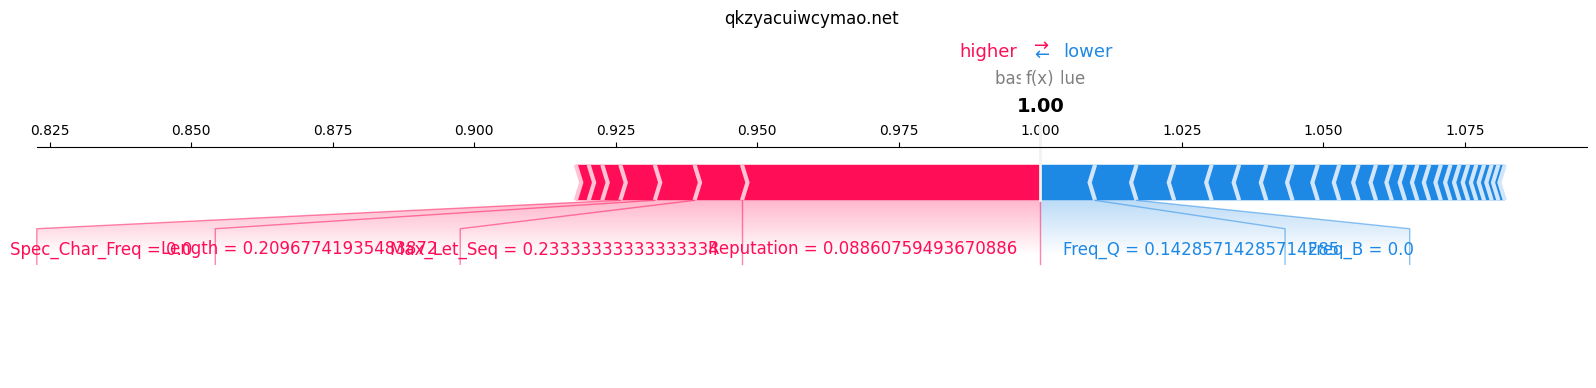 qkzyacuiwcymao.net
higher ⇄ lower
bas f(x) lue
1.00
0.825 0.850 0.875 0.900 0.925 0.950 0.975 1.000 1.025 1.050 1.075
Spec_Char_Freq = 0.0 Length = 0.20967741935483872 Max_Let_Seq = 0.23333333333333334 Reputation = 0.08860759493670886 Freq_Q = 0.14285714285714285 Freq_B = 0.0